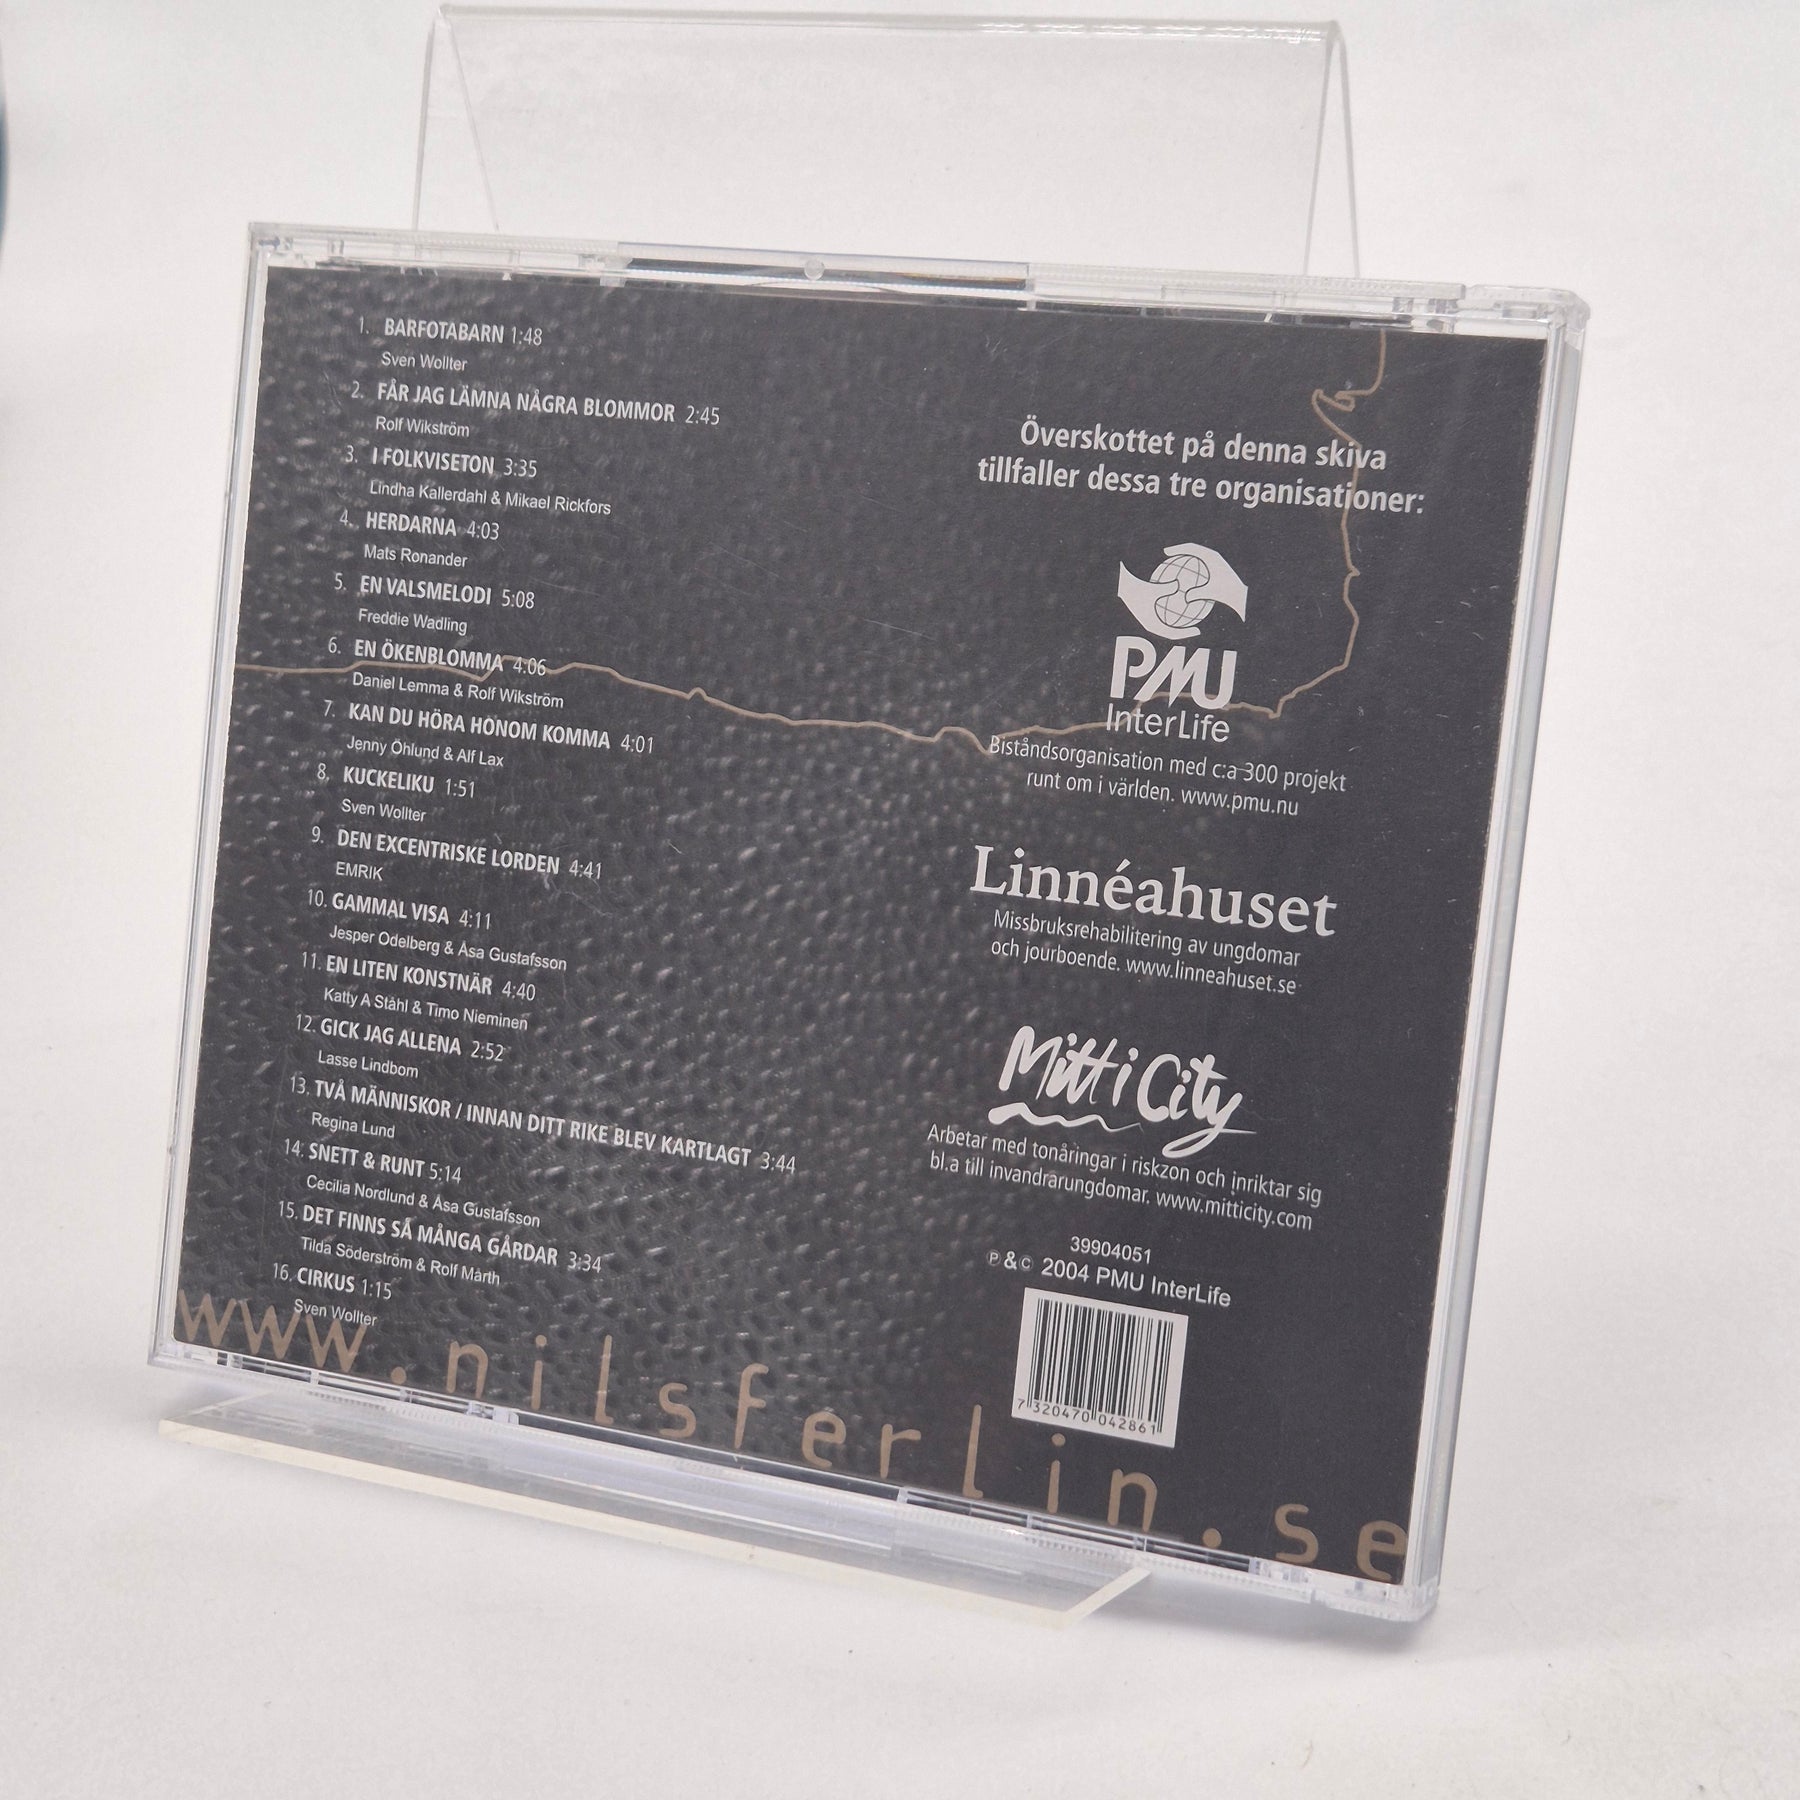 1. BARFOTABARN 1:48
Sven Wollter
2. FÅR JAG LÄMNA NÅGRA BLOMMOR 2:45
Rolf Wikström
3. I FOLKVISETON 3:35
Lindha Kallerdahl & Mikael Rickfors
4. HERDARNA 4:03
Mats Ronander
5. EN VALSMELODI 5:08
Freddie Wadling
6. EN ÖKENBLOMMA 4:06
Daniel Lemma & Rolf Wikström
7. KAN DU HÖRA HONOM KOMMA 4:01
Jenny Öhlund & Alf Lax
8. KUCKELIKU 1:51
Sven Wollter
9. DEN EXCENTRISKE LORDEN 4:41
EMRIK
10. GAMMAL VISA 4:11
Jesper Odelberg & Åsa Gustafsson
11. EN LITEN KONSTNÄR 4:40
Katty A Ståhl & Timo Nieminen
12. GICK JAG ALLENA 2:52
Lasse Lindbom
13. TVÅ MÄNNISKOR / INNAN DITT RIKE BLEV KARTLAGT 3:44
Regina Lund
14. SNETT & RUNT 5:14
Cecilia Nordlund & Åsa Gustafsson
15. DET FINNS SÅ MÅNGA GÅRDAR 3:34
Tilda Söderström & Rolf Mårth
16. CIRKUS 1:15
Sven Wollter
Överskottet på denna skiva
tillfaller dessa tre organisationer:
PMU
InterLife
Biståndsorganisation med c:a 300 projekt
runt om i världen. www.pmu.nu
Linnéahuset
Missbruksrehabilitering av ungdomar
och jourboende. www.linneahuset.se
Mitti City
Arbetar med tonåringar i riskzon och inriktar sig
bl.a till invandrarungdomar. www.mitticity.com
39904051
℗ & © 2004 PMU InterLife
7 320470 042861
www.nilsferlin.se